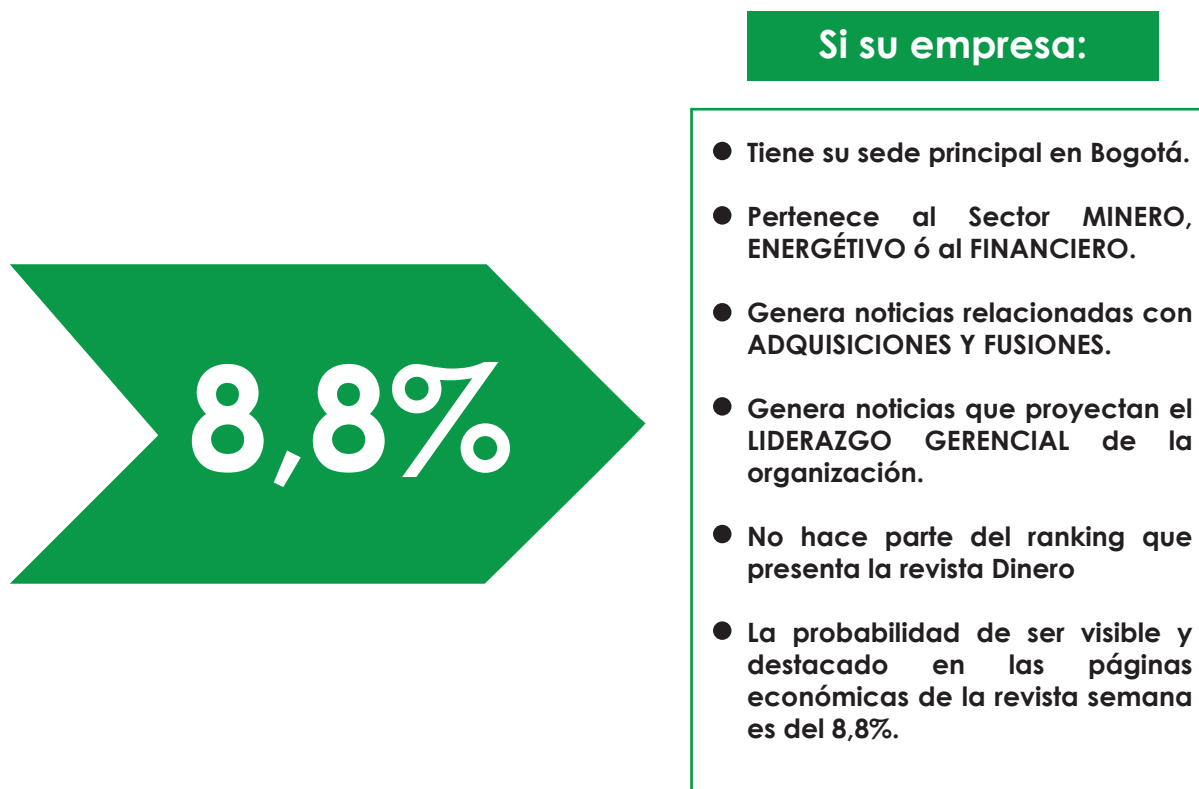 Si su empresa:
● Tiene su sede principal en Bogotá.
● Pertenece al Sector MINERO,
ENERGÉTIVO ó al FINANCIERO.
● Genera noticias relacionadas con
ADQUISICIONES Y FUSIONES.
8,8%
● Genera noticias que proyectan el
LIDERAZGO GERENCIAL de la
organización.
● No hace parte del ranking que
presenta la revista Dinero
● La probabilidad de ser visible y
destacado en las páginas
económicas de la revista semana
es del 8,8%.